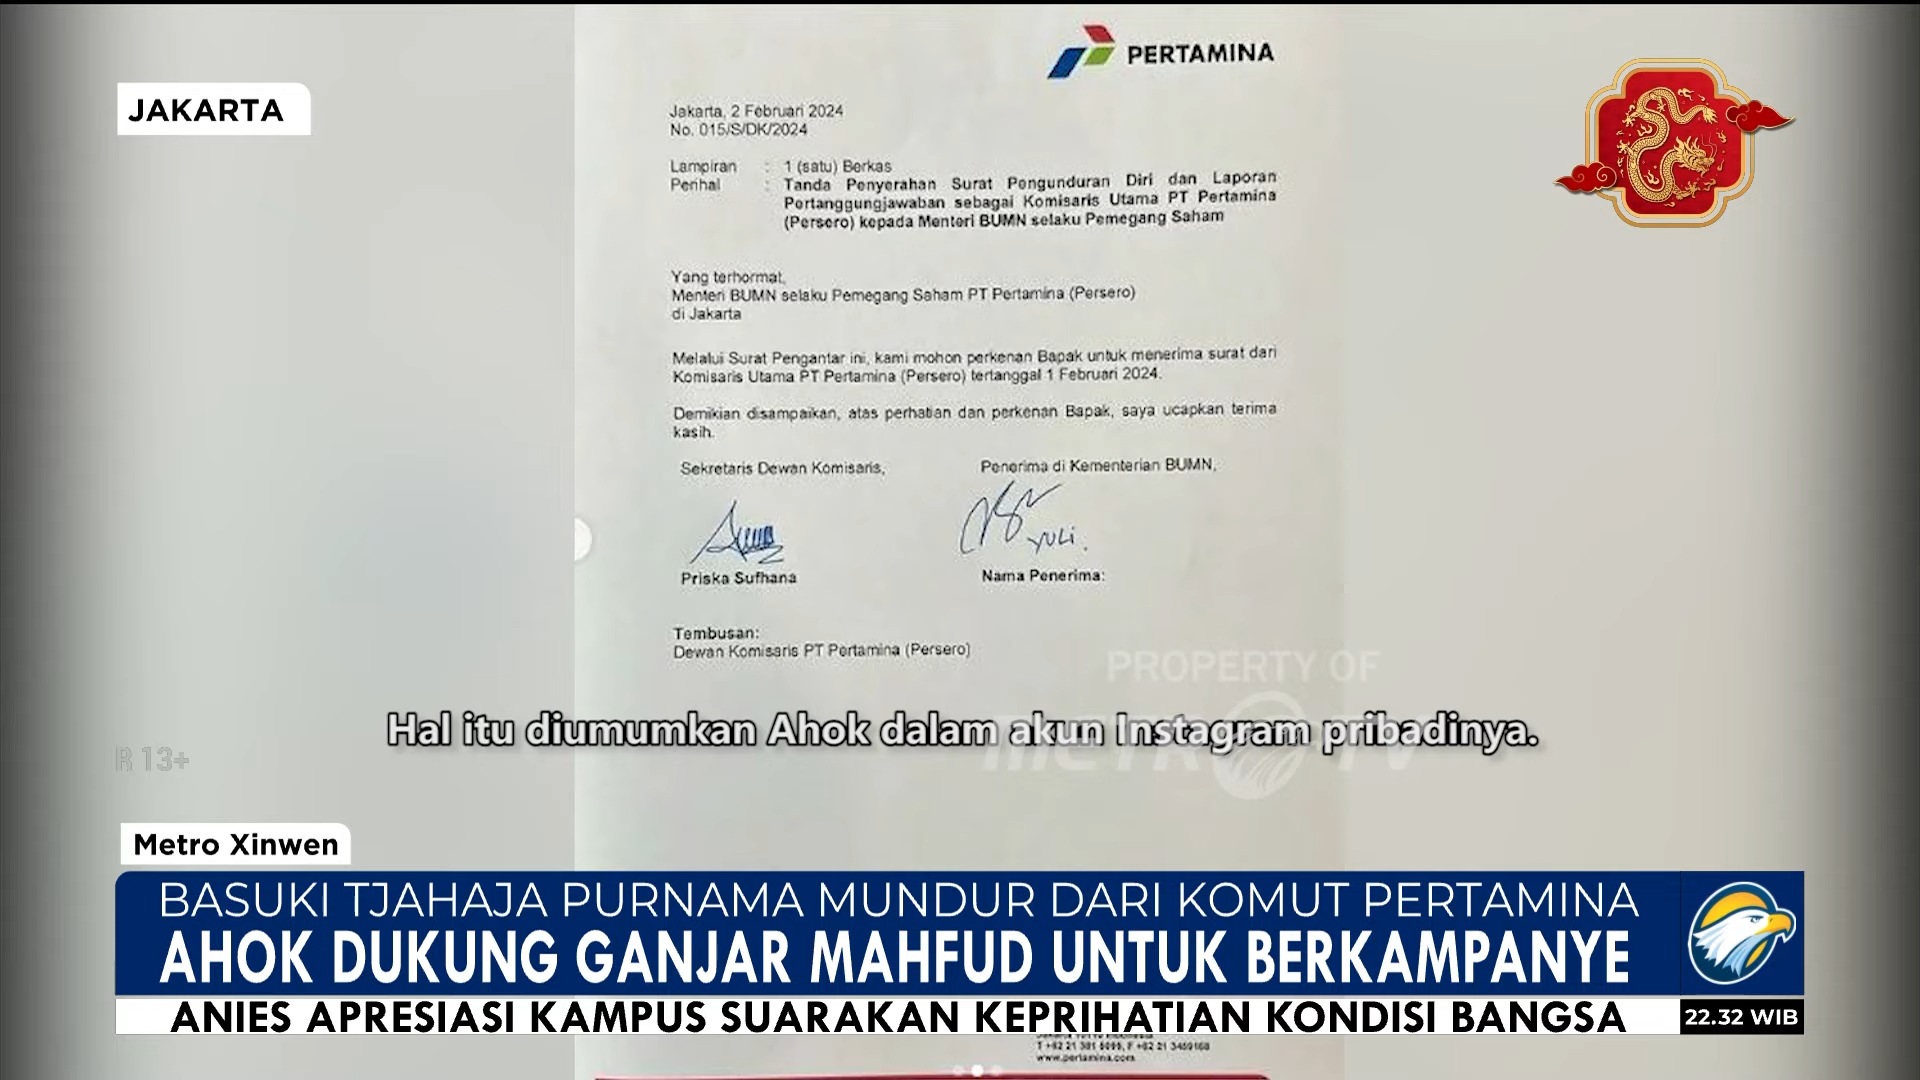 PERTAMINA
JAKARTA
Jakarta, 2 Februari 2024
No. 015/S/DK/2024
Lampiran : 1 (satu) Berkas
Perihal : Tanda Penyerahan Surat Pengunduran Diri dan Laporan
Pertanggungjawaban sebagai Komisaris Utama PT Pertamina
(Persero) kepada Menteri BUMN selaku Pemegang Saham
Yang terhormat,
Menteri BUMN selaku Pemegang Saham PT Pertamina (Persero)
di Jakarta
Melalui Surat Pengantar ini, kami mohon perkenan Bapak untuk menerima surat dari
Komisaris Utama PT Pertamina (Persero) tertanggal 1 Februari 2024.
Demikian disampaikan, atas perhatian dan perkenan Bapak, saya ucapkan terima
kasih.
Sekretaris Dewan Komisaris, Penerima di Kementerian BUMN,
YULI.
Priska Sufhana Nama Penerima:
Tembusan:
Dewan Komisaris PT Pertamina (Persero)
PROPERTY OF
METRO TV
Hal itu diumumkan Ahok dalam akun Instagram pribadinya.
R 13+
Metro Xinwen
BASUKI TJAHAJA PURNAMA MUNDUR DARI KOMUT PERTAMINA
AHOK DUKUNG GANJAR MAHFUD UNTUK BERKAMPANYE
ANIES APRESIASI KAMPUS SUARAKAN KEPRIHATIAN KONDISI BANGSA
22.32 WIB
www.pertamina.com